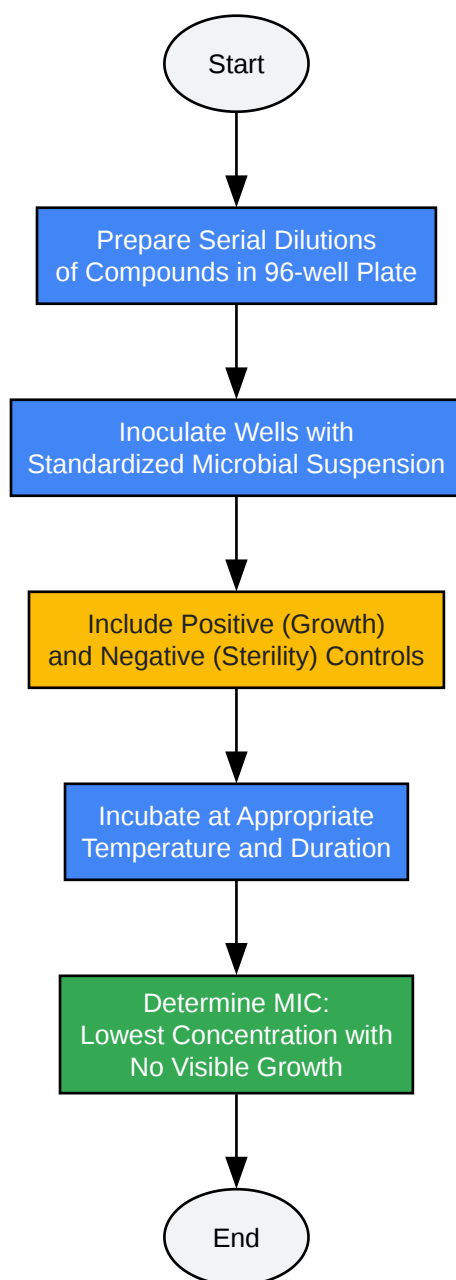 Start
Prepare Serial Dilutions
of Compounds in 96-well Plate
Inoculate Wells with
Standardized Microbial Suspension
Include Positive (Growth)
and Negative (Sterility) Controls
Incubate at Appropriate
Temperature and Duration
Determine MIC:
Lowest Concentration with
No Visible Growth
End